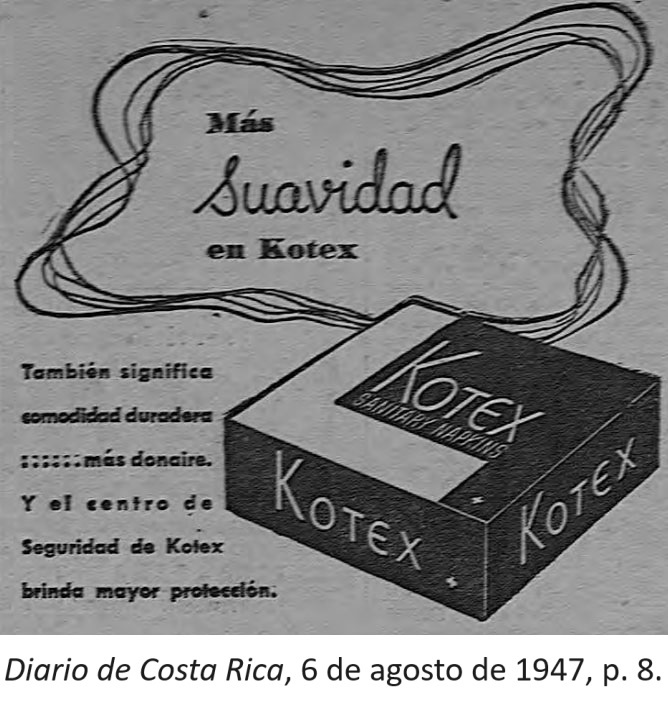 Más
Suavidad
en Kotex
También significa
comodidad duradera
::::::más donaire.
Y el centro de
Seguridad de Kotex
brinda mayor protección.
KOTEX
SANITARY NAPKINS
KOTEX
KOTEX
Diario de Costa Rica, 6 de agosto de 1947, p. 8.